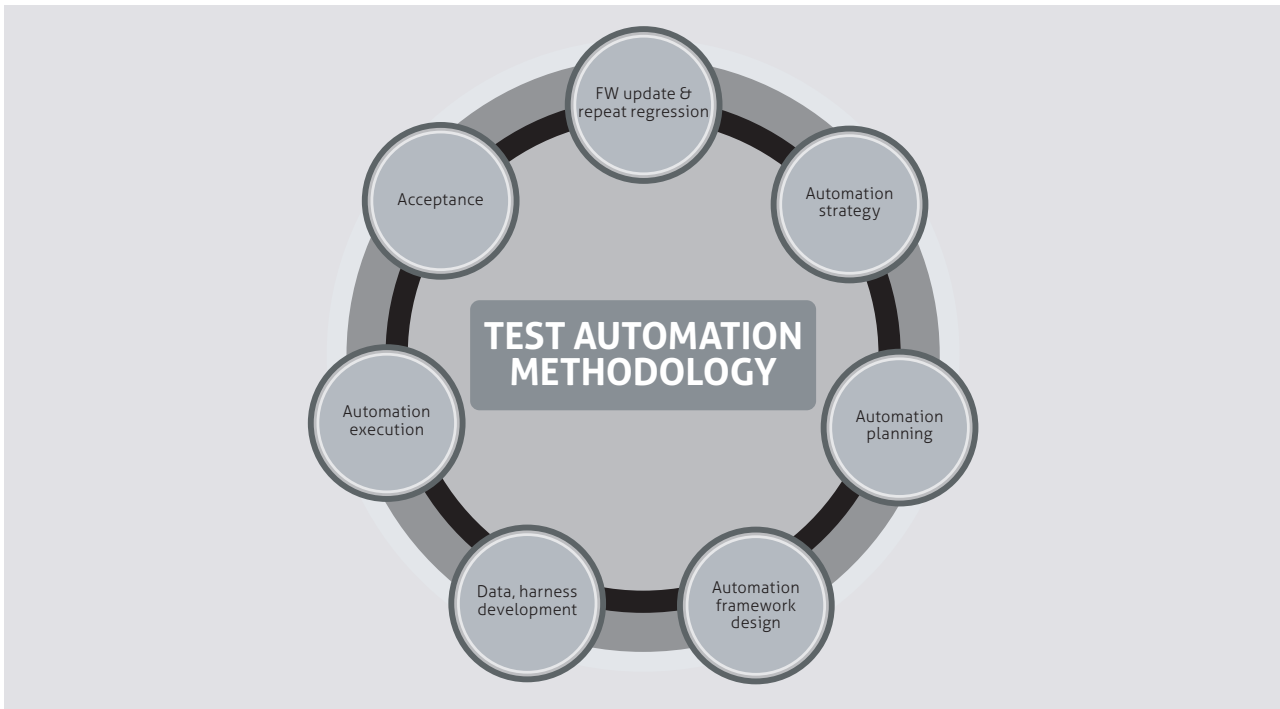 FW update &
repeat regression
Automation
strategy
Automation
planning
Automation
framework
design
Data, harness
development
Automation
execution
Acceptance
TEST AUTOMATION
METHODOLOGY